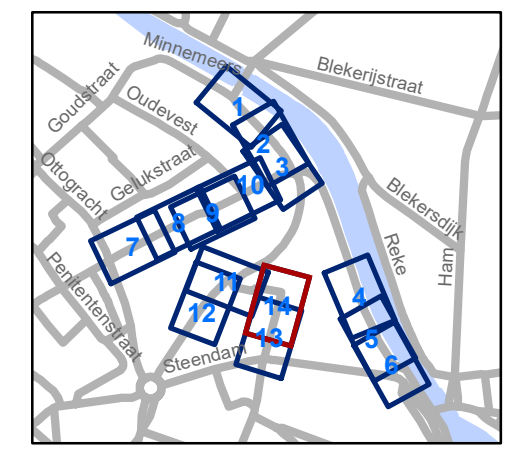 Minnemeers
Blekerijstraat
Goudstraat
Oudevest
1
2
Gelukstraat
3
Ottogracht
10
Blekersdijk
9
8
7
Reke
Ham
Penitentenstraat
11
4
14
12
13
5
Steendam
6